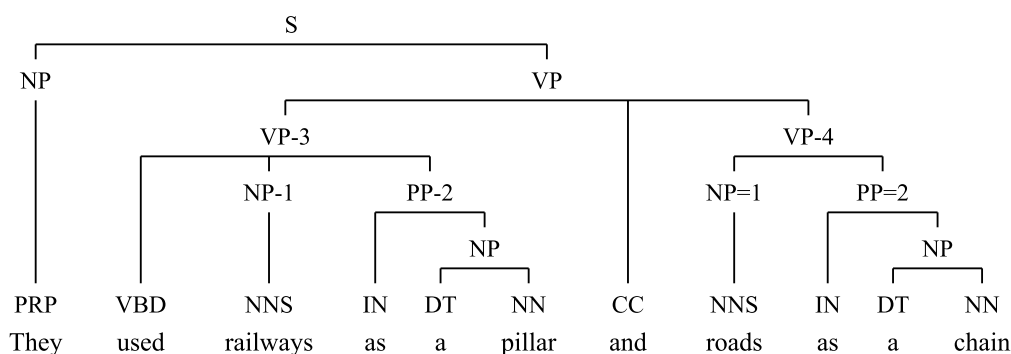 S
NP VP
VP-3 VP-4
NP-1 PP-2 NP=1 PP=2
NP NP
PRP VBD NNS IN DT NN CC NNS IN DT NN
They used railways as a pillar and roads as a chain